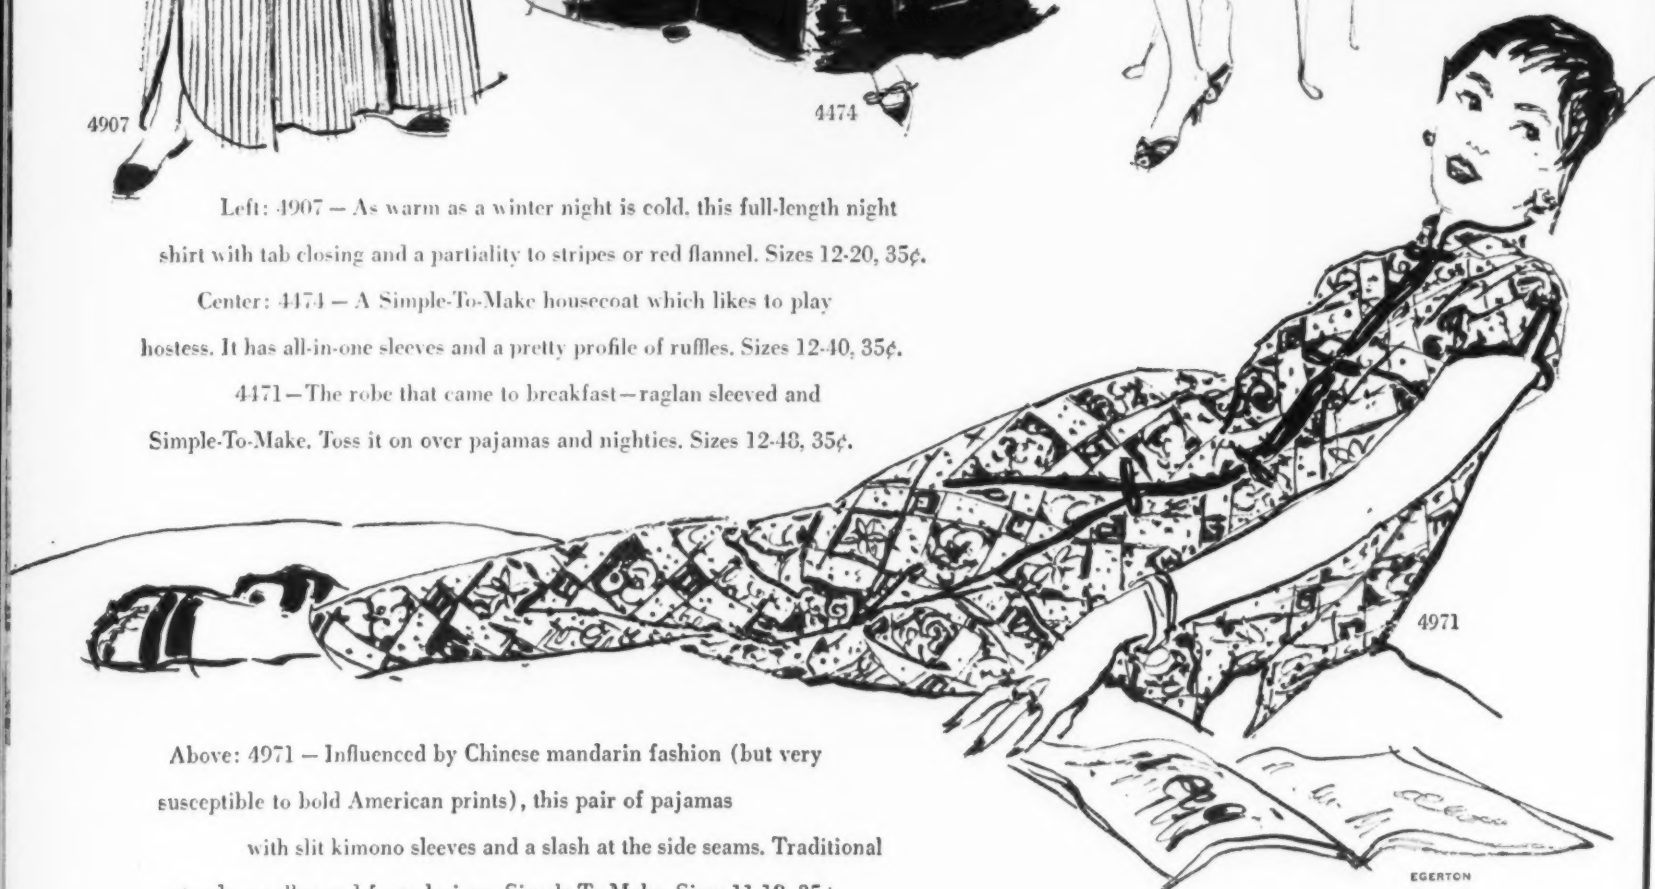 4907
4474
Left: 4907 — As warm as a winter night is cold, this full-length night
shirt with tab closing and a partiality to stripes or red flannel. Sizes 12-20, 35¢.
Center: 4474 — A Simple-To-Make housecoat which likes to play
hostess. It has all-in-one sleeves and a pretty profile of ruffles. Sizes 12-40, 35¢.
4471—The robe that came to breakfast—raglan sleeved and
Simple-To-Make. Toss it on over pajamas and nighties. Sizes 12-48, 35¢.
4971
Above: 4971 — Influenced by Chinese mandarin fashion (but very
susceptible to bold American prints), this pair of pajamas
with slit kimono sleeves and a slash at the side seams. Traditional
EGERTON